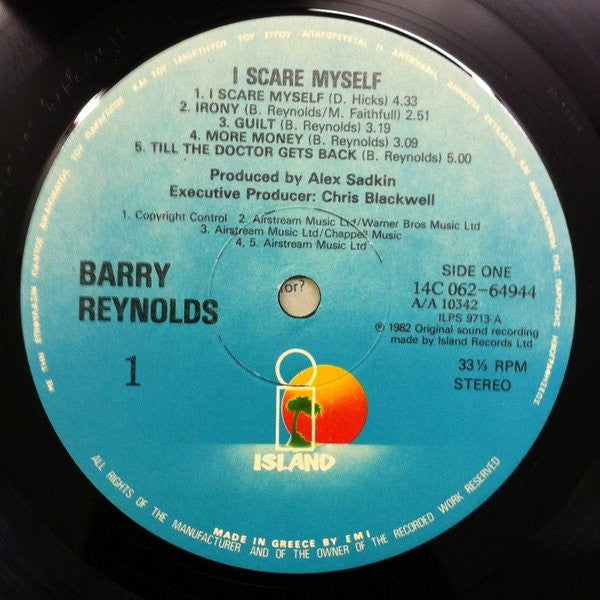 I SCARE MYSELF
1. I SCARE MYSELF (D. Hicks) 4.33
2. IRONY (B. Reynolds/M. Faithfull) 2.51
3. GUILT (B. Reynolds) 3.19
4. MORE MONEY (B. Reynolds) 3.09
5. TILL THE DOCTOR GETS BACK (B. Reynolds) 5.00
Produced by Alex Sadkin
Executive Producer: Chris Blackwell
1. Copyright Control 2. Airstream Music Ltd/Warner Bros Music Ltd
3. Airstream Music Ltd/Chappell Music
4, 5. Airstream Music Ltd
BARRY
REYNOLDS
1
or?
SIDE ONE
14C 062-64944
A/A 10342
ILPS 9713-A
℗ 1982 Original sound recording
made by Island Records Ltd
33⅓ RPM
STEREO
ISLAND
ALL RIGHTS OF THE MANUFACTURER AND OF THE OWNER OF THE RECORDED WORK RESERVED
MADE IN GREECE BY EMI